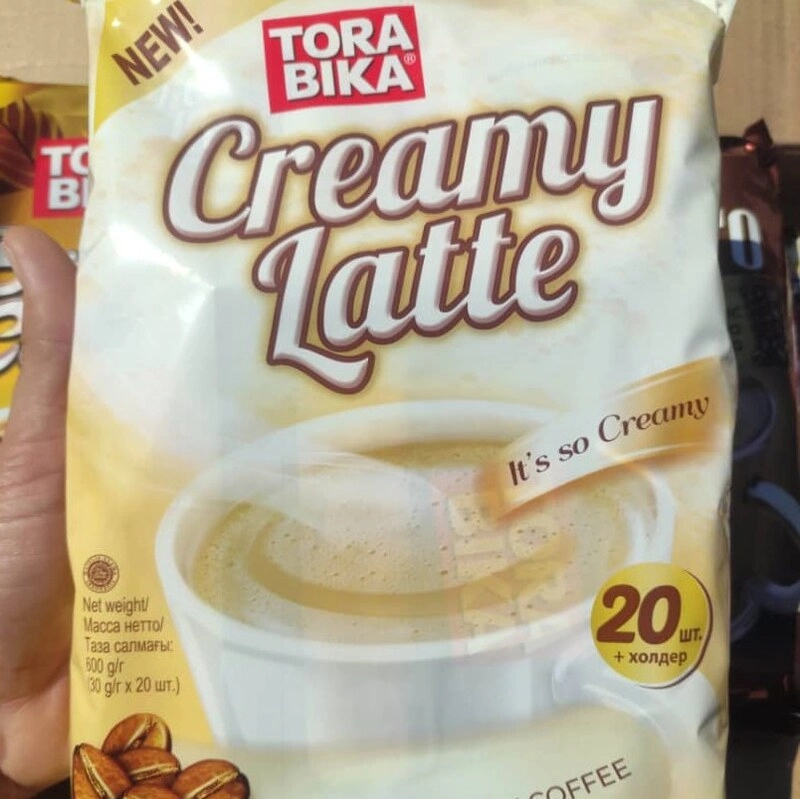 NEW!
TORA
BIKA®
Creamy
Latte
It's so Creamy
Net weight/
Масса нетто/
Таза салмағы:
600 g/г
(30 g/г x 20 шт.)
20 шт.
+ холдер
COFFEE